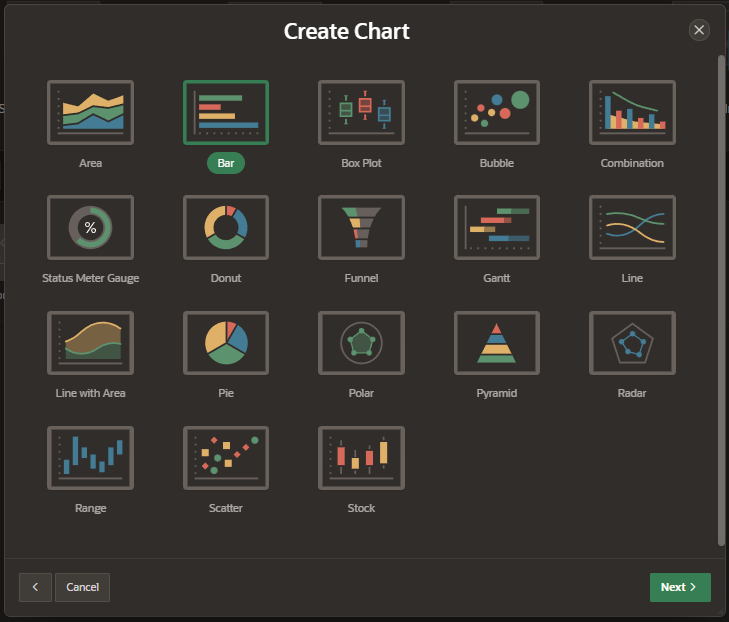 Create Chart
Area
Bar
Box Plot
Bubble
Combination
%
Status Meter Gauge
Donut
Funnel
Gantt
Line
Line with Area
Pie
Polar
Pyramid
Radar
Range
Scatter
Stock
Cancel
Next